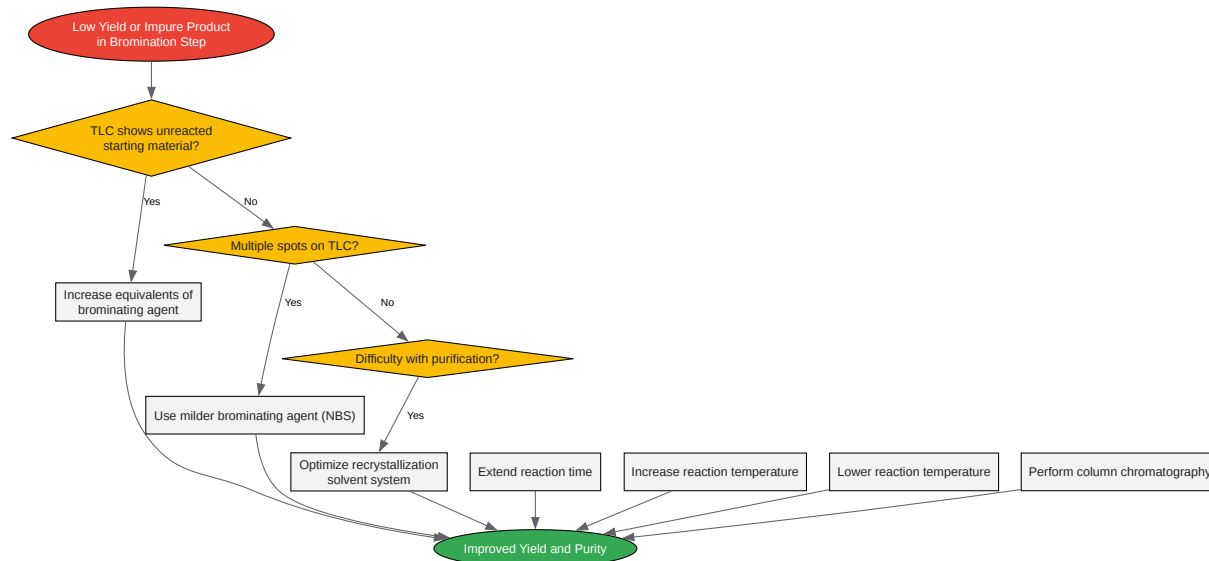 Low Yield or Impure Product
in Bromination Step
TLC shows unreacted
starting material?
Yes
No
Multiple spots on TLC?
Increase equivalents of
brominating agent
Yes
No
Difficulty with purification?
Use milder brominating agent (NBS)
Yes
Optimize recrystallization
solvent system
Extend reaction time
Increase reaction temperature
Lower reaction temperature
Perform column chromatography
Improved Yield and Purity